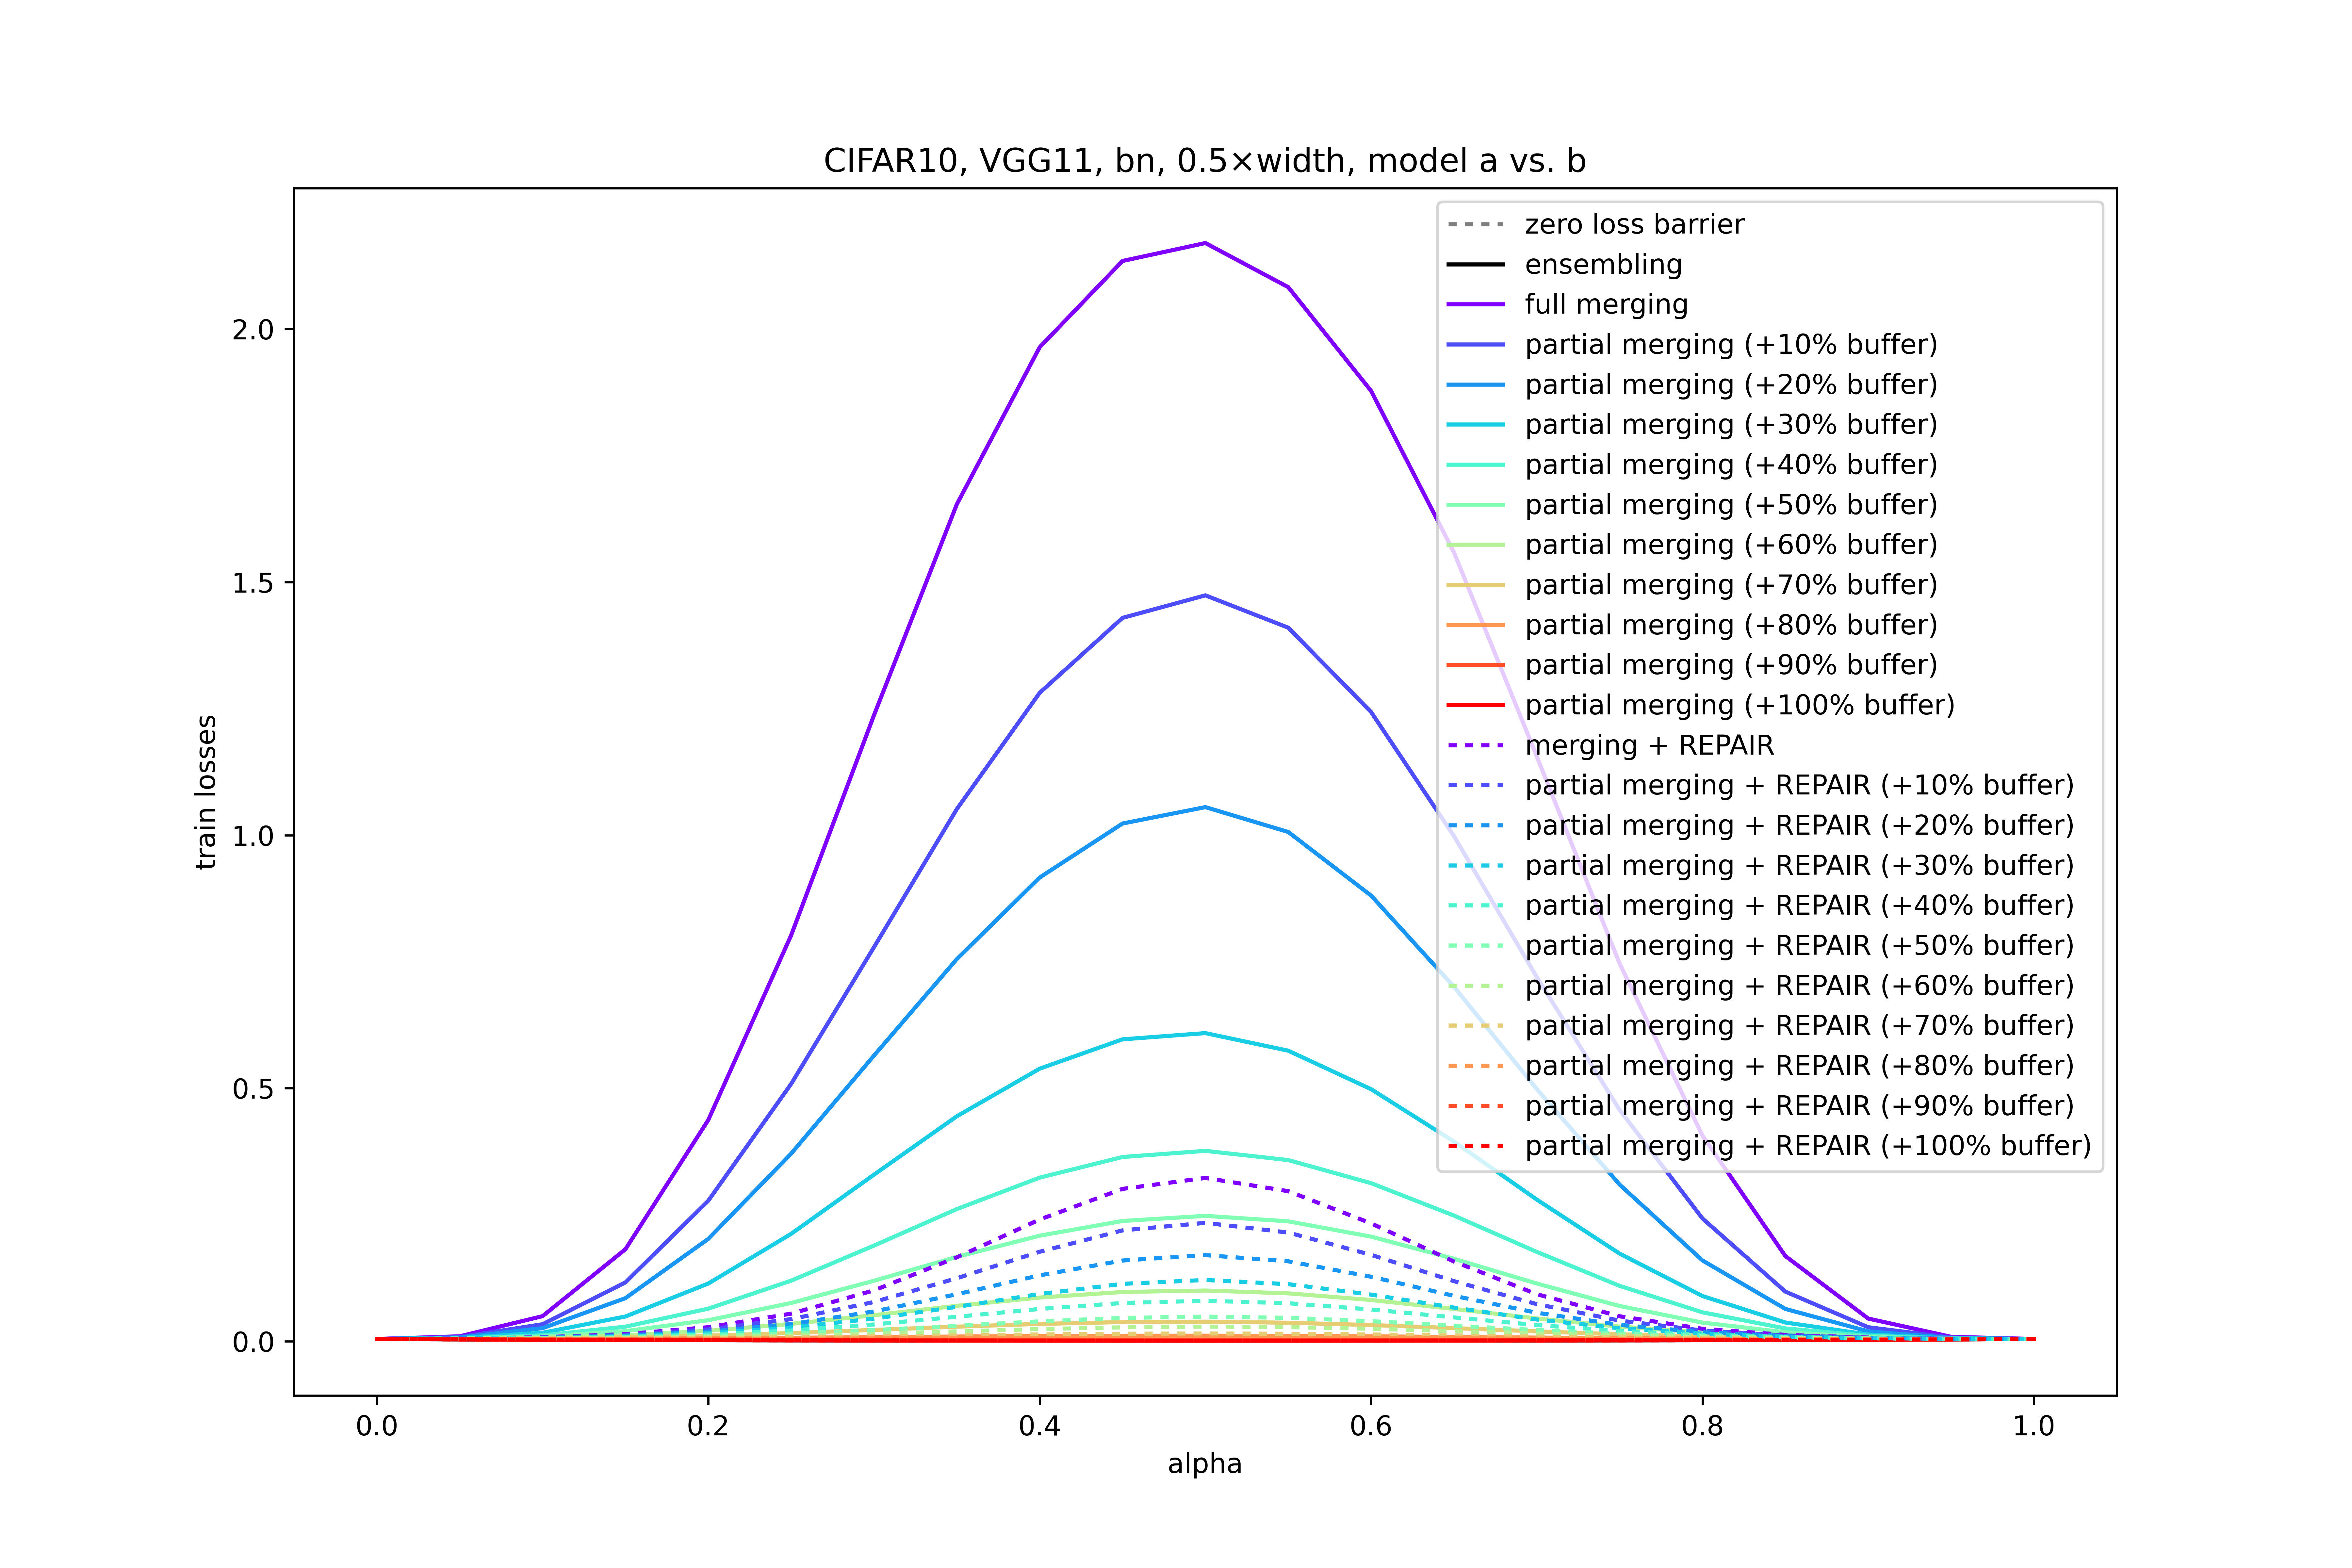 CIFAR10, VGG11, bn, 0.5×width, model a vs. b
zero loss barrier
ensembling
full merging
partial merging (+10% buffer)
partial merging (+20% buffer)
partial merging (+30% buffer)
partial merging (+40% buffer)
partial merging (+50% buffer)
partial merging (+60% buffer)
partial merging (+70% buffer)
partial merging (+80% buffer)
partial merging (+90% buffer)
partial merging (+100% buffer)
merging + REPAIR
partial merging + REPAIR (+10% buffer)
partial merging + REPAIR (+20% buffer)
partial merging + REPAIR (+30% buffer)
partial merging + REPAIR (+40% buffer)
partial merging + REPAIR (+50% buffer)
partial merging + REPAIR (+60% buffer)
partial merging + REPAIR (+70% buffer)
partial merging + REPAIR (+80% buffer)
partial merging + REPAIR (+90% buffer)
partial merging + REPAIR (+100% buffer)
train losses
2.0
1.5
1.0
0.5
0.0
0.0 0.2 0.4 0.6 0.8 1.0
alpha